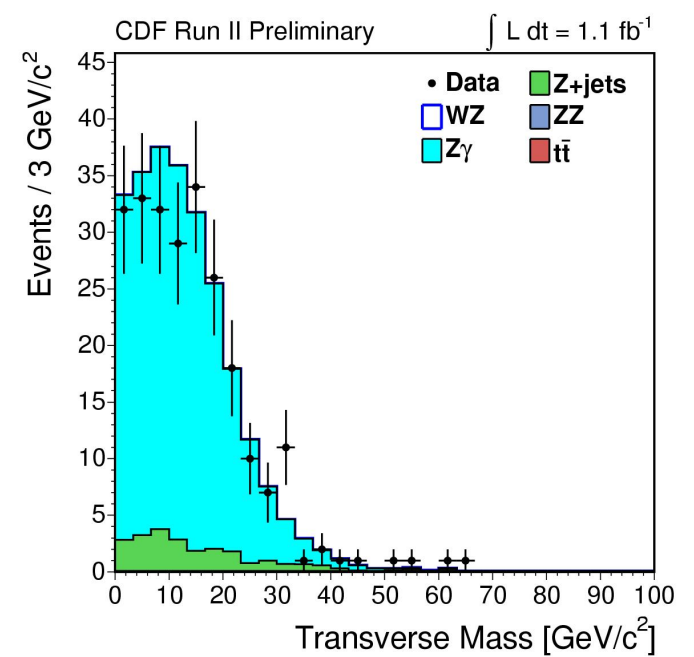 CDF Run II Preliminary
∫ L dt = 1.1 fb⁻¹
Events / 3 GeV/c²
45
40
35
30
25
20
15
10
5
0
Data
WZ
Zγ
Z+jets
ZZ
tt̄
0 10 20 30 40 50 60 70 80 90 100
Transverse Mass [GeV/c²]